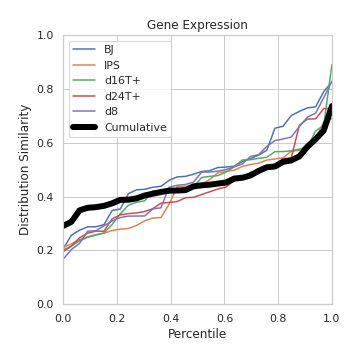 Gene Expression
1.0
0.8
0.6
0.4
0.2
0.0
Distribution Similarity
BJ
IPS
d16T+
d24T+
d8
Cumulative
0.0 0.2 0.4 0.6 0.8 1.0
Percentile